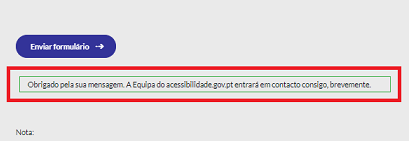 Enviar formulário →
Obrigado pela sua mensagem. A Equipa do acessibilidade.gov.pt entrará em contacto consigo, brevemente.
Nota: